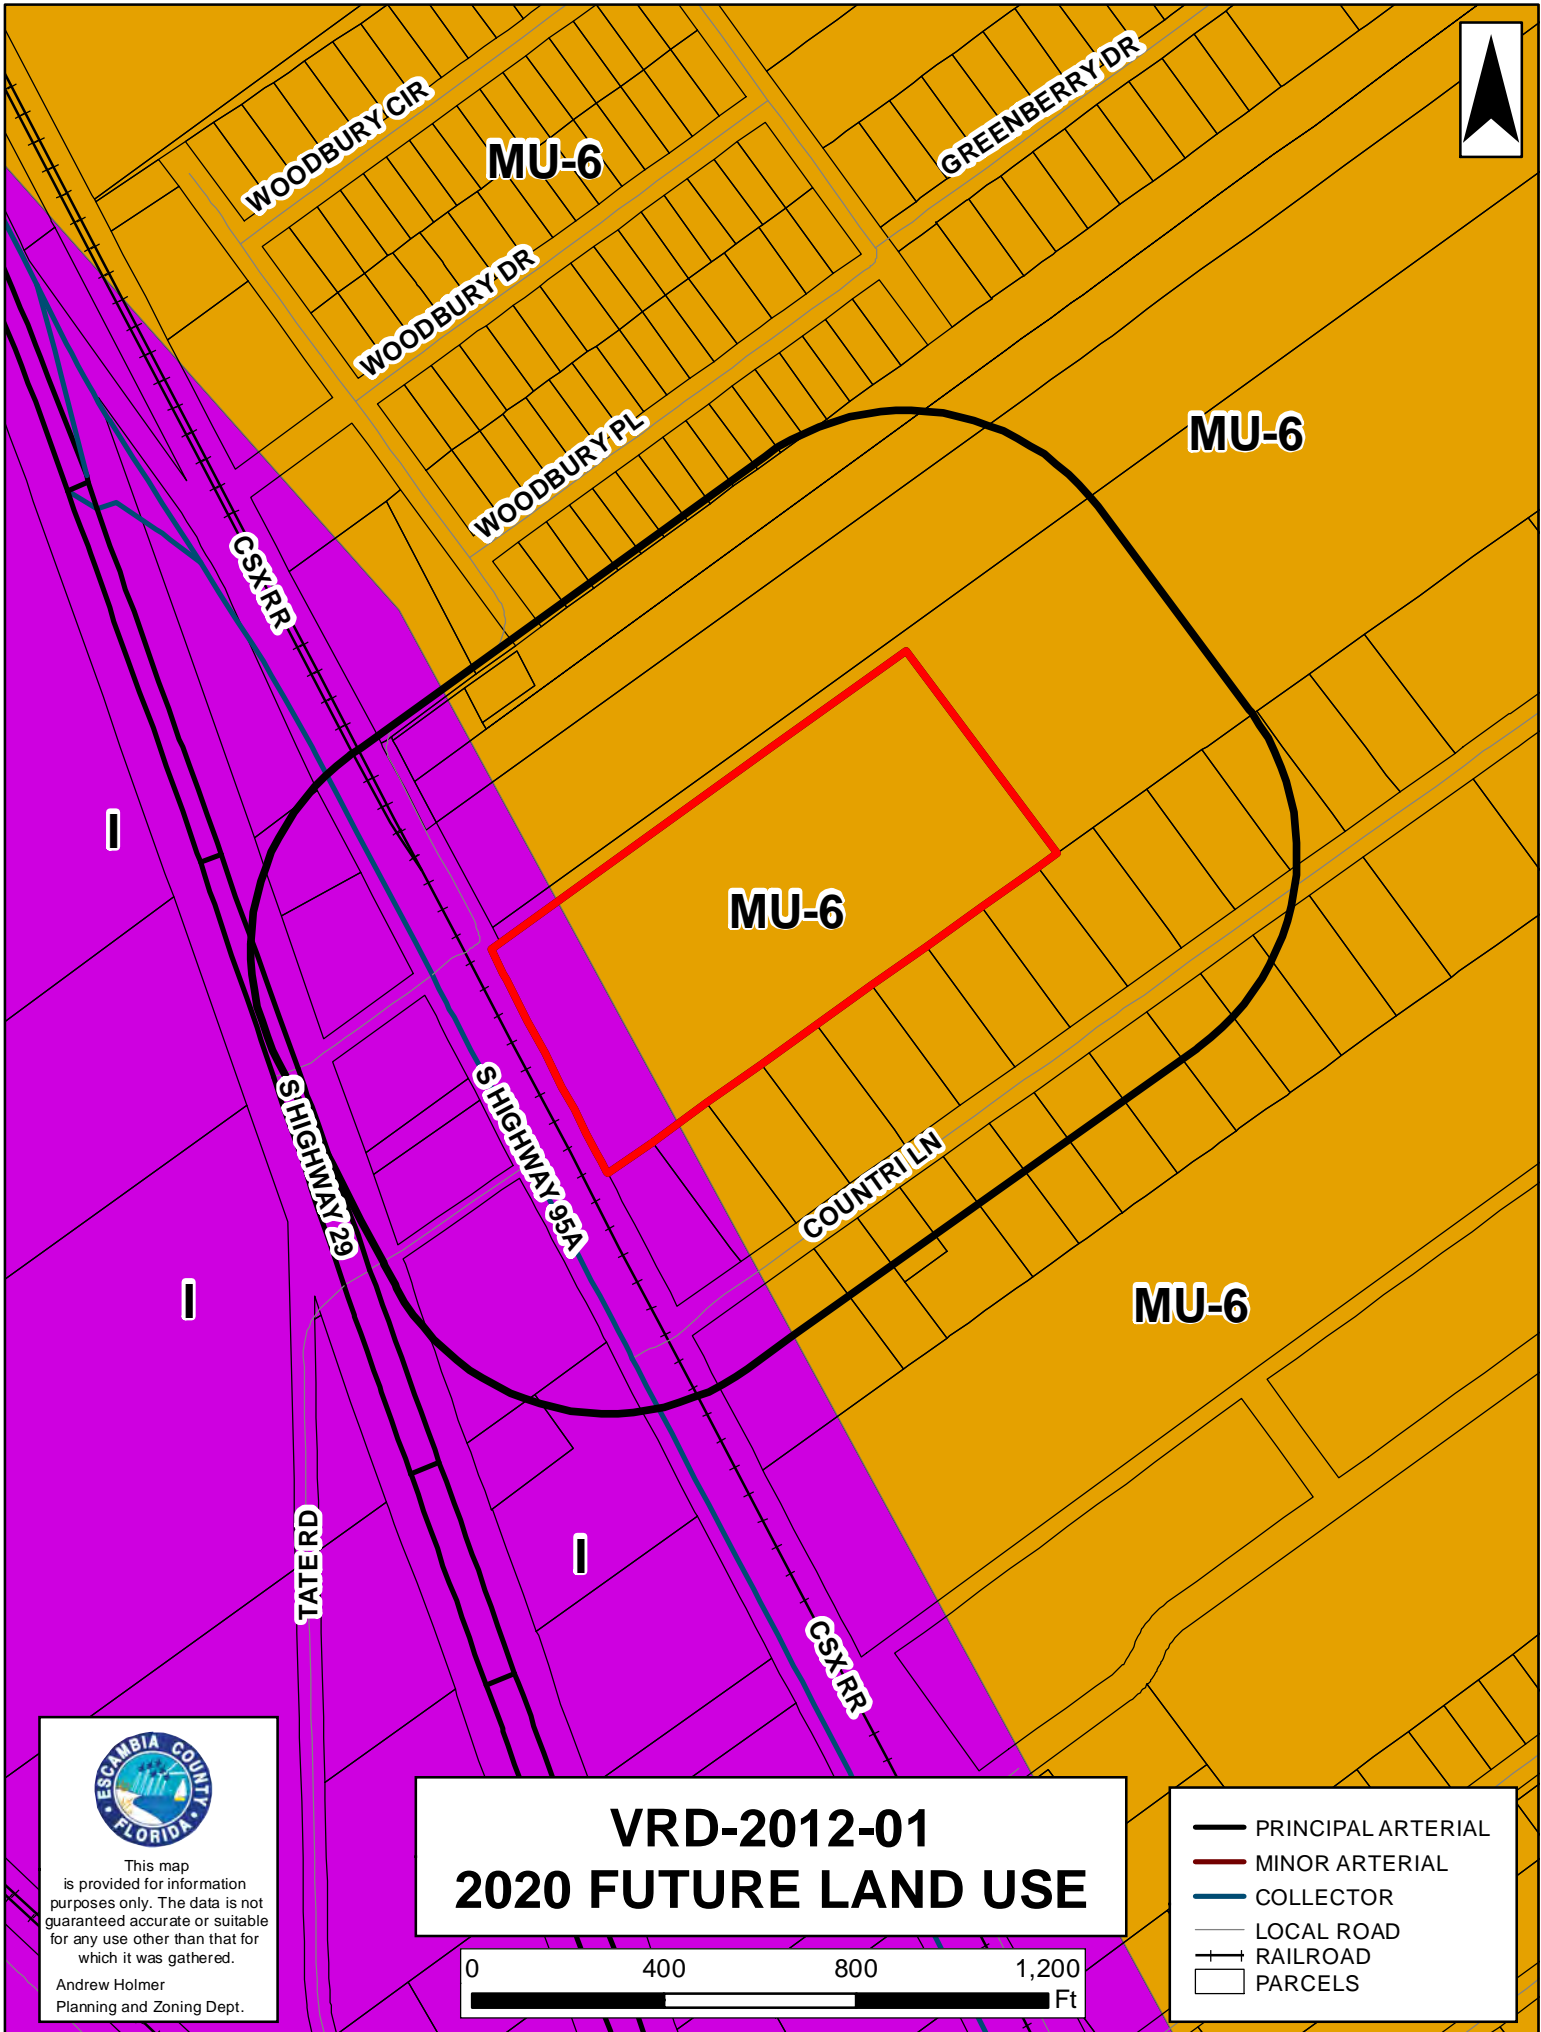 WOODBURY CIR
MU-6
GREENBERRY DR
WOODBURY DR
WOODBURY PL
MU-6
CSX RR
I
MU-6
S HIGHWAY 95A
S HIGHWAY 29
COUNTRI LN
I
MU-6
I
TATE RD
CSX RR
ESCAMBIA COUNTY
FLORIDA
This map
is provided for information
purposes only. The data is not
guaranteed accurate or suitable
for any use other than that for
which it was gathered.
Andrew Holmer
Planning and Zoning Dept.
VRD-2012-01
2020 FUTURE LAND USE
0 400 800 1,200
Ft
PRINCIPAL ARTERIAL
MINOR ARTERIAL
COLLECTOR
LOCAL ROAD
RAILROAD
PARCELS